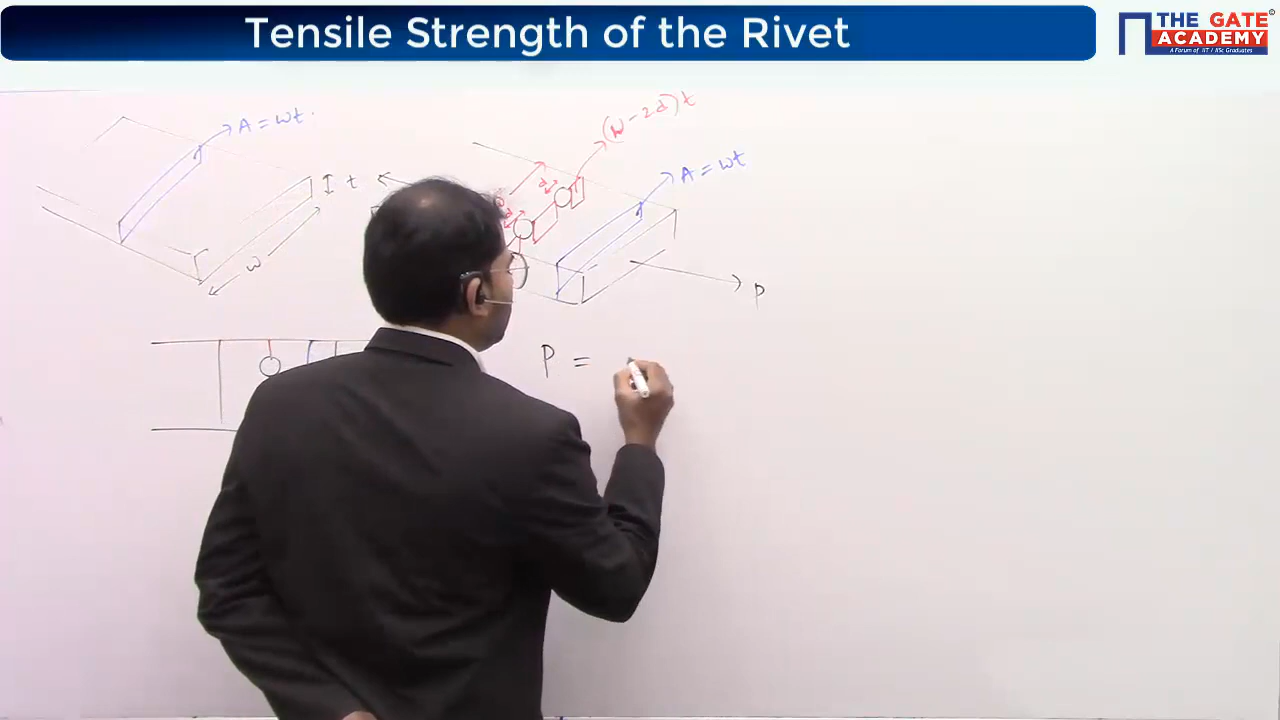 Tensile Strength of the Rivet
THE GATE
ACADEMY
A Forum of IIT / IISc Graduates
A = wt.
t
w
(w - 2d) t
d
d
A = wt
P
P =